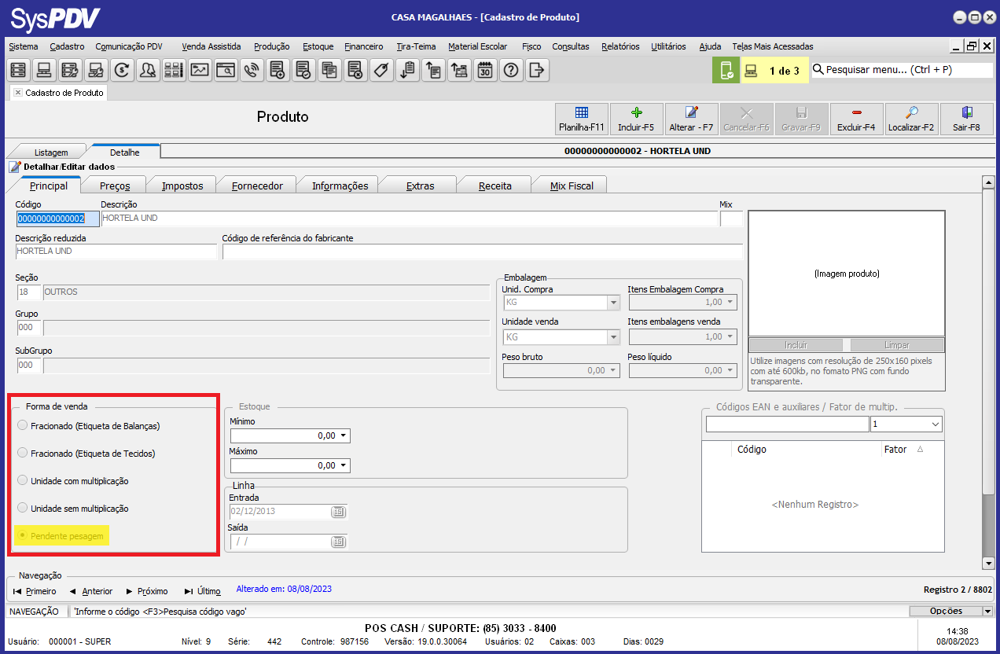 SysPDV
CASA MAGALHAES - [Cadastro de Produto]
Sistema Cadastro Comunicação PDV Venda Assistida Produção Estoque Financeiro Tira-Teima Material Escolar Fisco Consultas Relatórios Utilitários Ajuda Telas Mais Acessadas
1 de 3 Pesquisar menu... (Ctrl + P)
Cadastro de Produto
Produto
Planilha-F11 Incluir-F5 Alterar - F7 Cancelar-F6 Gravar-F9 Excluir-F4 Localizar-F2 Sair-F8
Listagem Detalhe 00000000000002 - HORTELA UND
Detalhar/Editar dados
Principal Preços Impostos Fornecedor Informações Extras Receita Mix Fiscal
Código Descrição Mix
00000000000002 HORTELA UND
Descrição reduzida Código de referência do fabricante
HORTELA UND
(Imagem produto)
Seção
18 OUTROS
Grupo
000
SubGrupo
000
Embalagem
Unid. Compra Itens Embalagem Compra
KG 1,00
Unidade venda Itens embalagens venda
KG 1,00
Peso bruto Peso líquido
0,00 0,00
Incluir Limpar
Utilize imagens com resolução de 250x160 pixels
com até 600kb, no fomato PNG com fundo
transparente.
Forma de venda
Fracionado (Etiqueta de Balanças)
Fracionado (Etiqueta de Tecidos)
Unidade com multiplicação
Unidade sem multiplicação
Pendente pesagem
Estoque
Mínimo
0,00
Máximo
0,00
Linha
Entrada
02/12/2013 15
Saída
/ / 15
Códigos EAN e auxiliares / Fator de multip.
1
Código Fator
<Nenhum Registro>
Navegação
Primeiro Anterior Próximo Último Alterado em: 08/08/2023 Registro 2 / 8802
NAVEGAÇÃO 'Informe o código <F3>Pesquisa código vago' Opções
POS CASH / SUPORTE: (85) 3033 - 8400
Usuário: 000001 - SUPER Nível: 9 Série: 442 Controle: 987156 Versão: 19.0.0.30064 Usuários: 02 Caixas: 003 Dias: 0029
14:38
08/08/2023